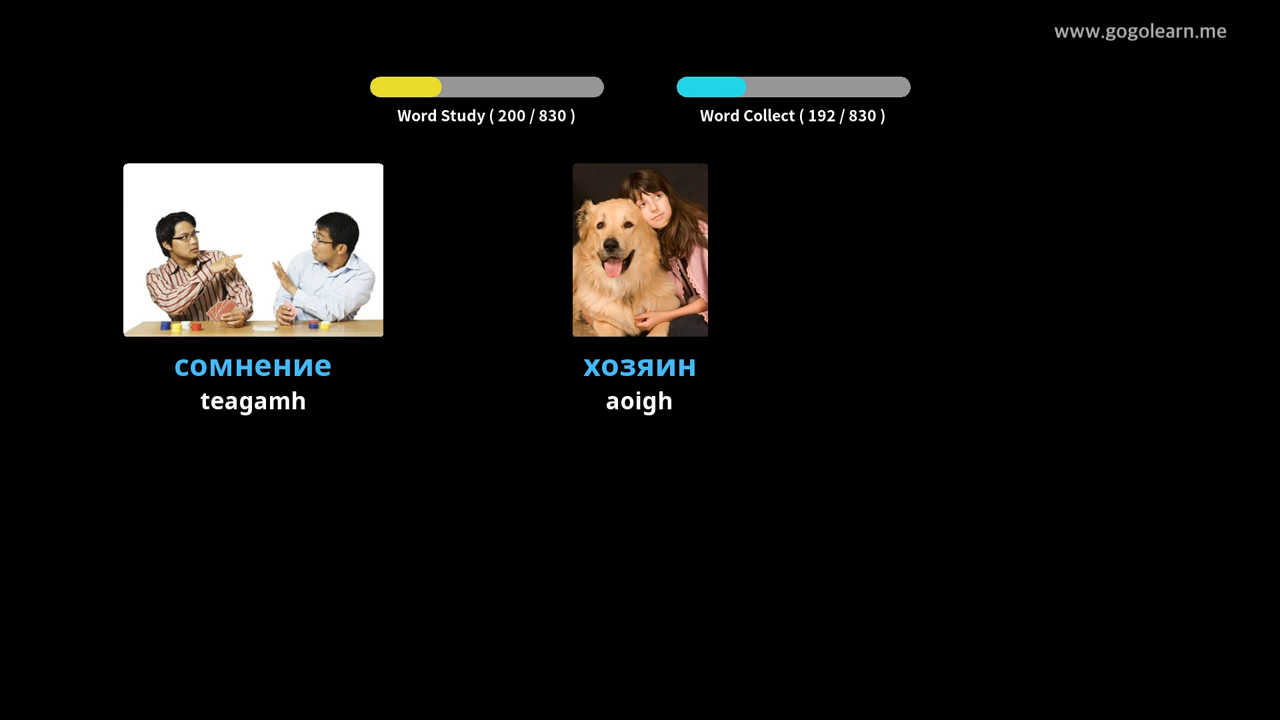 www.gogolearn.me
Word Study ( 200 / 830 )
Word Collect ( 192 / 830 )
сомнение
teagamh
хозяин
aoigh